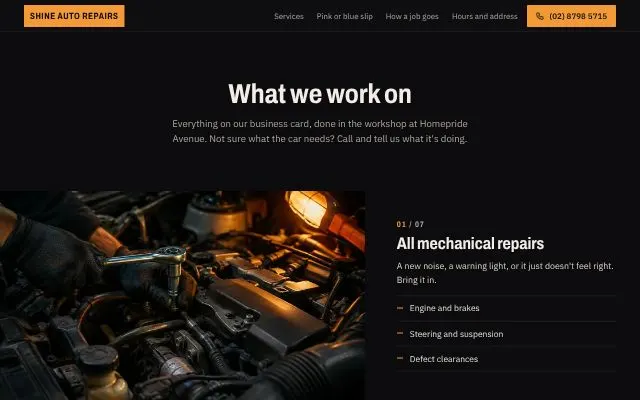 SHINE AUTO REPAIRS
Services
Pink or blue slip
How a job goes
Hours and address
(02) 8798 5715
What we work on
Everything on our business card, done in the workshop at Homepride
Avenue. Not sure what the car needs? Call and tell us what it's doing.
01 / 07
All mechanical repairs
A new noise, a warning light, or it just doesn't feel right.
Bring it in.
Engine and brakes
Steering and suspension
Defect clearances